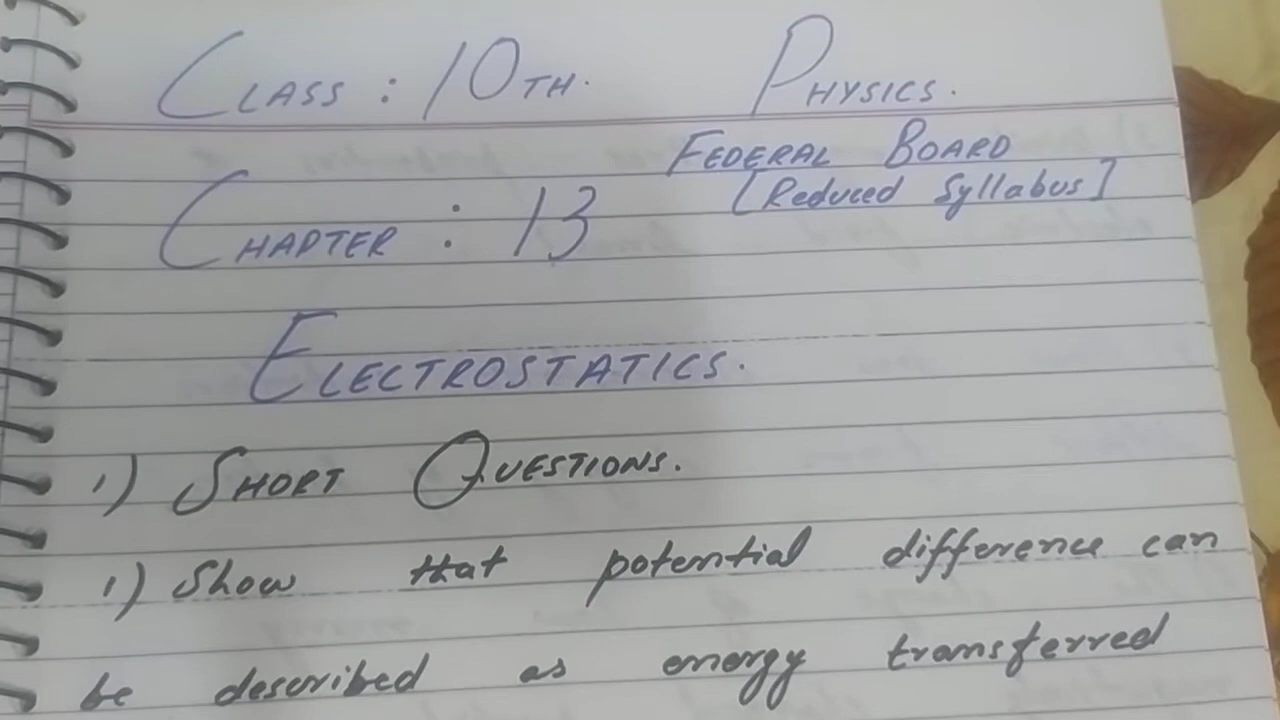 CLASS : 10TH. PHYSICS.
FEDERAL BOARD
[Reduced Syllabus]
CHAPTER : 13
ELECTROSTATICS.
1) SHORT QUESTIONS.
1) Show that potential difference can
be described as energy transferred